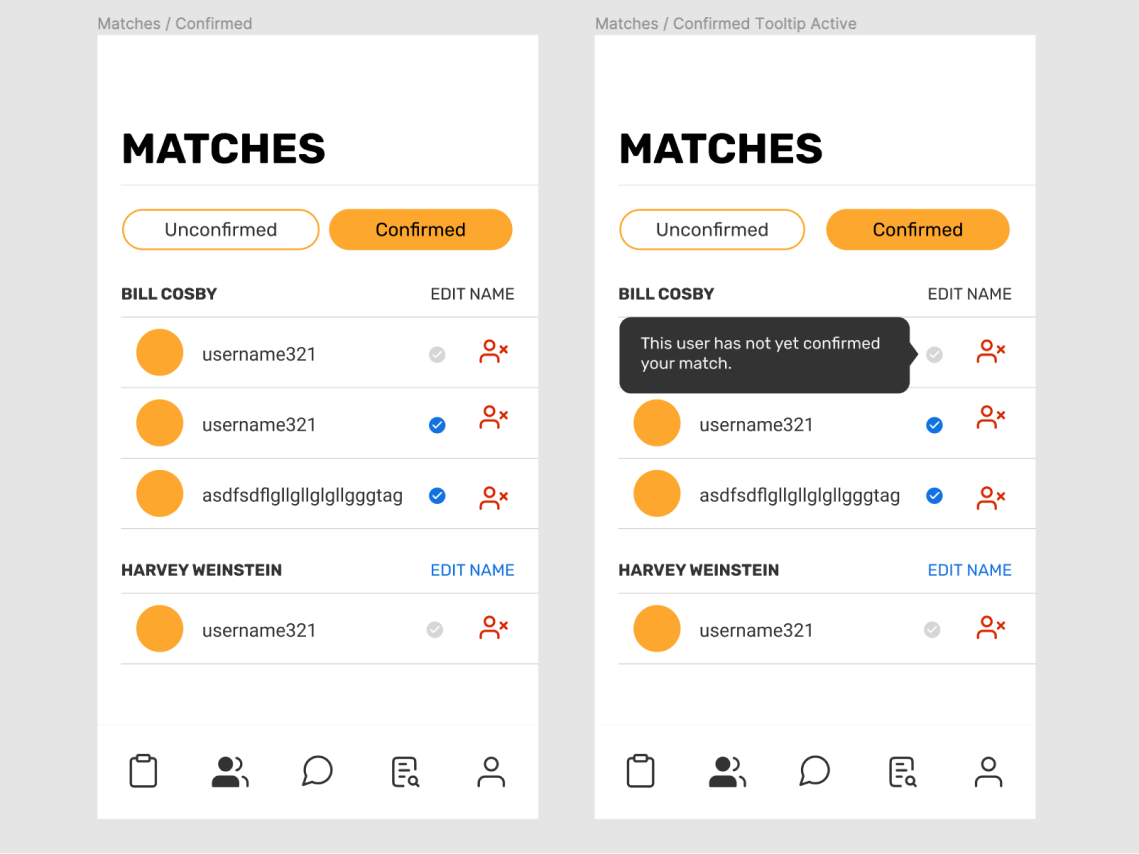 Matches / Confirmed
MATCHES
Unconfirmed
Confirmed
BILL COSBY
EDIT NAME
username321
username321
asdfsdflgllgllglgllgggtag
HARVEY WEINSTEIN
EDIT NAME
username321
Matches / Confirmed Tooltip Active
MATCHES
Unconfirmed
Confirmed
BILL COSBY
EDIT NAME
This user has not yet confirmed
your match.
username321
asdfsdflgllgllglgllgggtag
HARVEY WEINSTEIN
EDIT NAME
username321